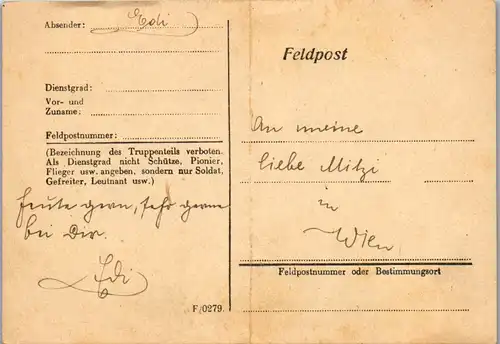 Absender: Edi
Dienstgrad:
Vor- und
Zuname:
Feldpostnummer:
(Bezeichnung des Truppenteils verboten.
Als Dienstgrad nicht Schütze, Pionier,
Flieger usw. angeben, sondern nur Soldat,
Gefreiter, Leutnant usw.)
heute gern, sehr gerne
bei Dir.
Edi
F/0279.
Feldpost
An meine
liebe Mitzi
in
Wien
Feldpostnummer oder Bestimmungsort